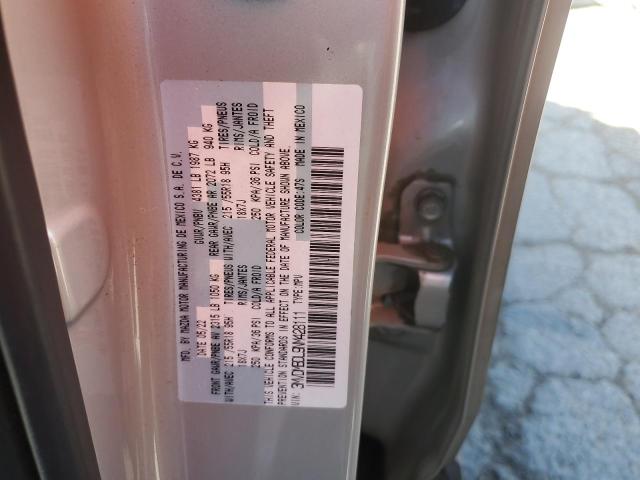 MFD. BY MAZDA MOTOR MANUFACTURING DE MEXICO S.A. DE C.V.
DATE 05/22 GVWR/PNBV 4381 LB 1987 KG
FRONT GAWR/PNBE AV 2315 LB 1050 KG REAR GAWR/PNBE AR 2072 LB 940 KG
WITH/AVEC 215/55R18 95H TIRES/PNEUS WITH/AVEC 215/55R18 95H TIRES/PNEUS
18X7J RIMS/JANTES 18X7J RIMS/JANTES
250 KPA/36 PSI COLD/A FROID 250 KPA/36 PSI COLD/A FROID
THIS VEHICLE CONFORMS TO ALL APPLICABLE FEDERAL MOTOR VEHICLE SAFETY AND THEFT
PREVENTION STANDARDS IN EFFECT ON THE DATE OF MANUFACTURE SHOWN ABOVE.
COLOR CODE:47S MADE IN MEXICO
VIN: TYPE:MPV